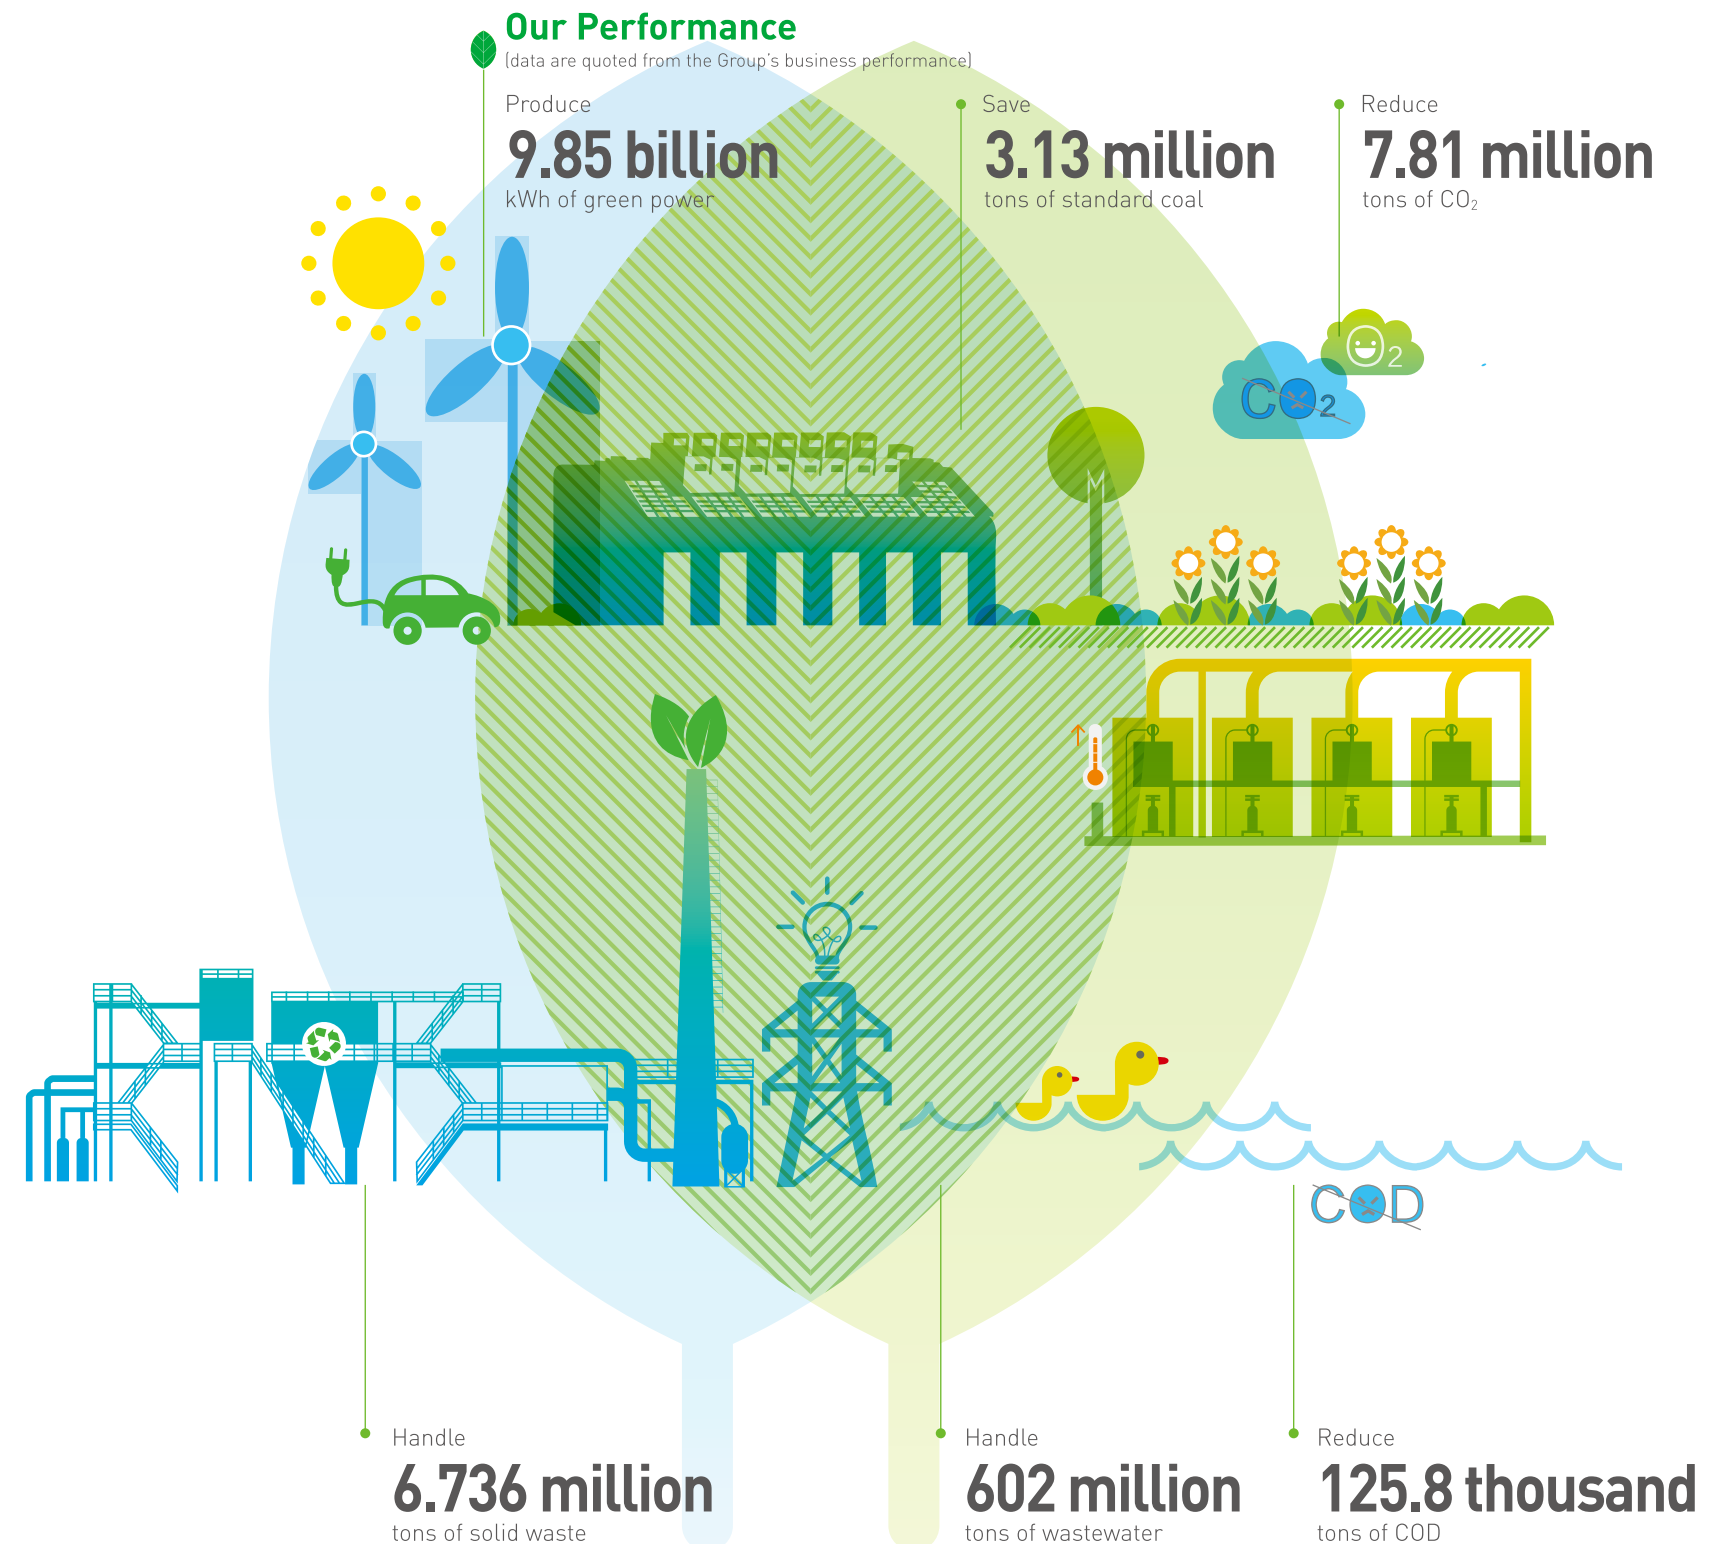 Our Performance
(data are quoted from the Group's business performance)
Produce
9.85 billion
kWh of green power
Save
3.13 million
tons of standard coal
Reduce
7.81 million
tons of CO₂
O2
CO2
COD
Handle
6.736 million
tons of solid waste
Handle
602 million
tons of wastewater
Reduce
125.8 thousand
tons of COD